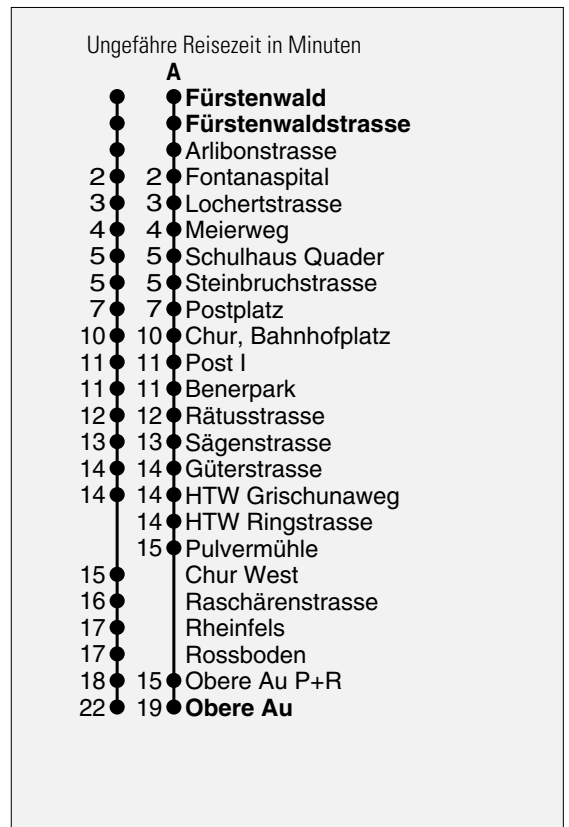 Ungefähre Reisezeit in Minuten
A
Fürstenwald
Fürstenwaldstrasse
Arlibonstrasse
2 2 Fontanaspital
3 3 Lochertstrasse
4 4 Meierweg
5 5 Schulhaus Quader
5 5 Steinbruchstrasse
7 7 Postplatz
10 10 Chur, Bahnhofplatz
11 11 Post I
11 11 Benerpark
12 12 Rätusstrasse
13 13 Sägenstrasse
14 14 Güterstrasse
14 14 HTW Grischunaweg
14 HTW Ringstrasse
15 Pulvermühle
15 Chur West
16 Raschärenstrasse
17 Rheinfels
17 Rossboden
18 15 Obere Au P+R
22 19 Obere Au